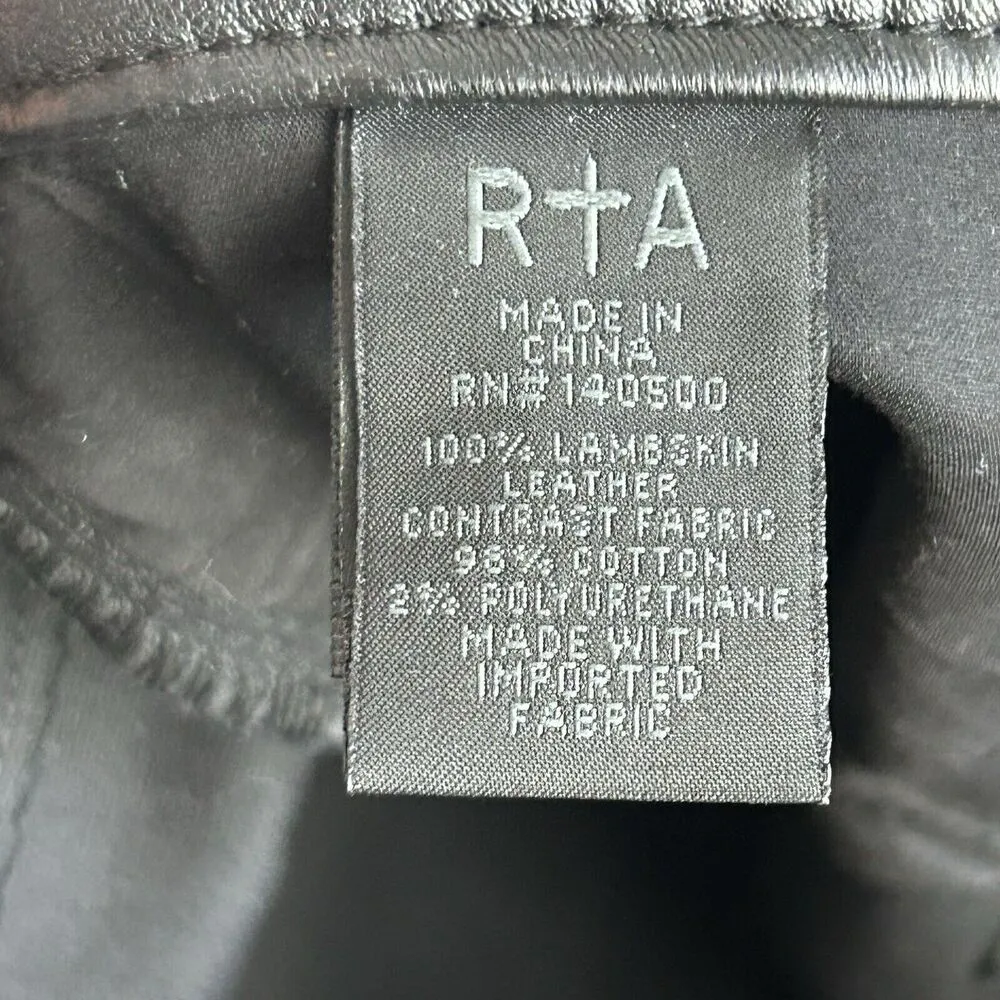 R†A
MADE IN
CHINA
RN#140500
100% LAMBSKIN
LEATHER
CONTRAST FABRIC
98% COTTON
2% POLYURETHANE
MADE WITH
IMPORTED
FABRIC